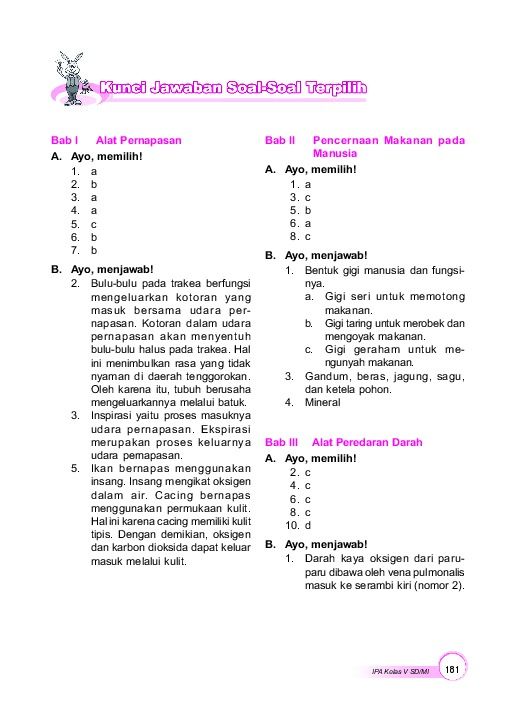 Kunci Jawaban Soal-Soal Terpilih
Bab I Alat Pernapasan
A. Ayo, memilih!
1. a
2. b
3. a
4. a
5. c
6. b
7. b
B. Ayo, menjawab!
2. Bulu-bulu pada trakea berfungsi
mengeluarkan kotoran yang
masuk bersama udara per-
napasan. Kotoran dalam udara
pernapasan akan menyentuh
bulu-bulu halus pada trakea. Hal
ini menimbulkan rasa yang tidak
nyaman di daerah tenggorokan.
Oleh karena itu, tubuh berusaha
mengeluarkannya melalui batuk.
3. Inspirasi yaitu proses masuknya
udara pernapasan. Ekspirasi
merupakan proses keluarnya
udara pernapasan.
5. Ikan bernapas menggunakan
insang. Insang mengikat oksigen
dalam air. Cacing bernapas
menggunakan permukaan kulit.
Hal ini karena cacing memiliki kulit
tipis. Dengan demikian, oksigen
dan karbon dioksida dapat keluar
masuk melalui kulit.
Bab II Pencernaan Makanan pada
Manusia
A. Ayo, memilih!
1. a
3. c
5. b
6. a
8. c
B. Ayo, menjawab!
1. Bentuk gigi manusia dan fungsi-
nya.
a. Gigi seri untuk memotong
makanan.
b. Gigi taring untuk merobek dan
mengoyak makanan.
c. Gigi geraham untuk me-
ngunyah makanan.
3. Gandum, beras, jagung, sagu,
dan ketela pohon.
4. Mineral
Bab III Alat Peredaran Darah
A. Ayo, memilih!
2. c
4. c
6. c
8. c
10. d
B. Ayo, menjawab!
1. Darah kaya oksigen dari paru-
paru dibawa oleh vena pulmonalis
masuk ke serambi kiri (nomor 2).
IPA Kelas V SD/MI 181